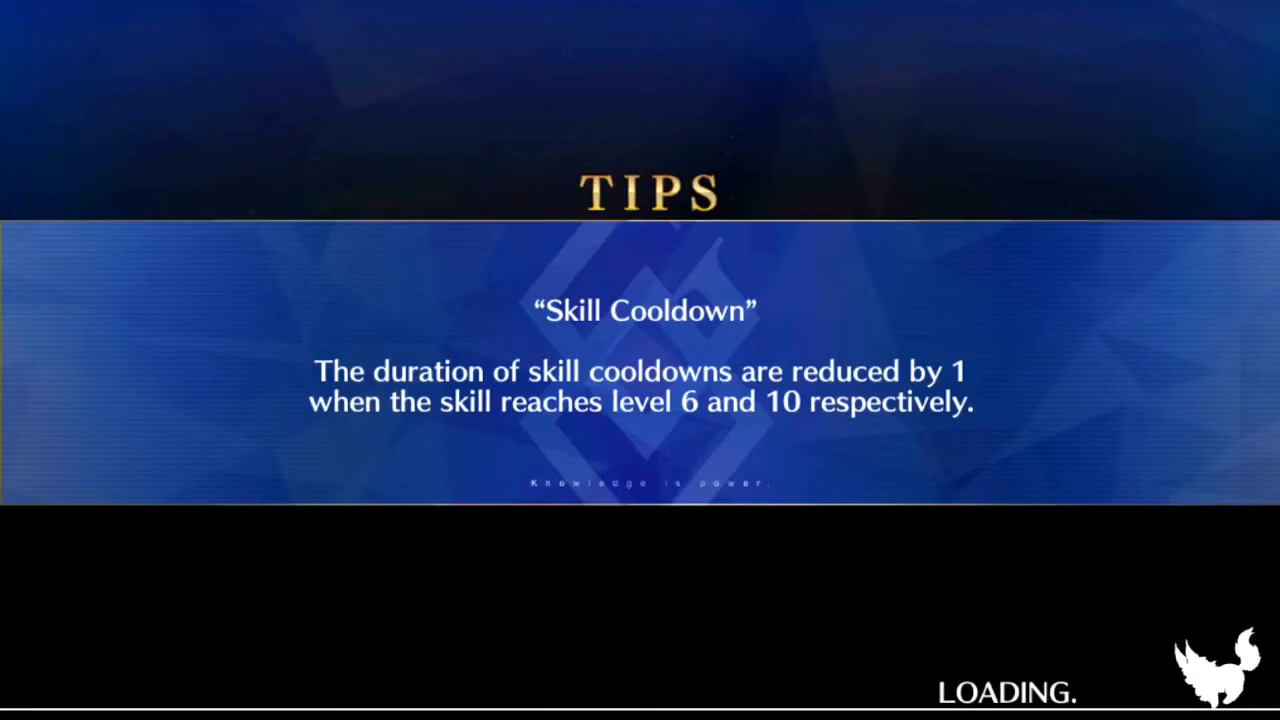 TIPS
“Skill Cooldown”
The duration of skill cooldowns are reduced by 1
when the skill reaches level 6 and 10 respectively.
Knowledge is power.
LOADING.